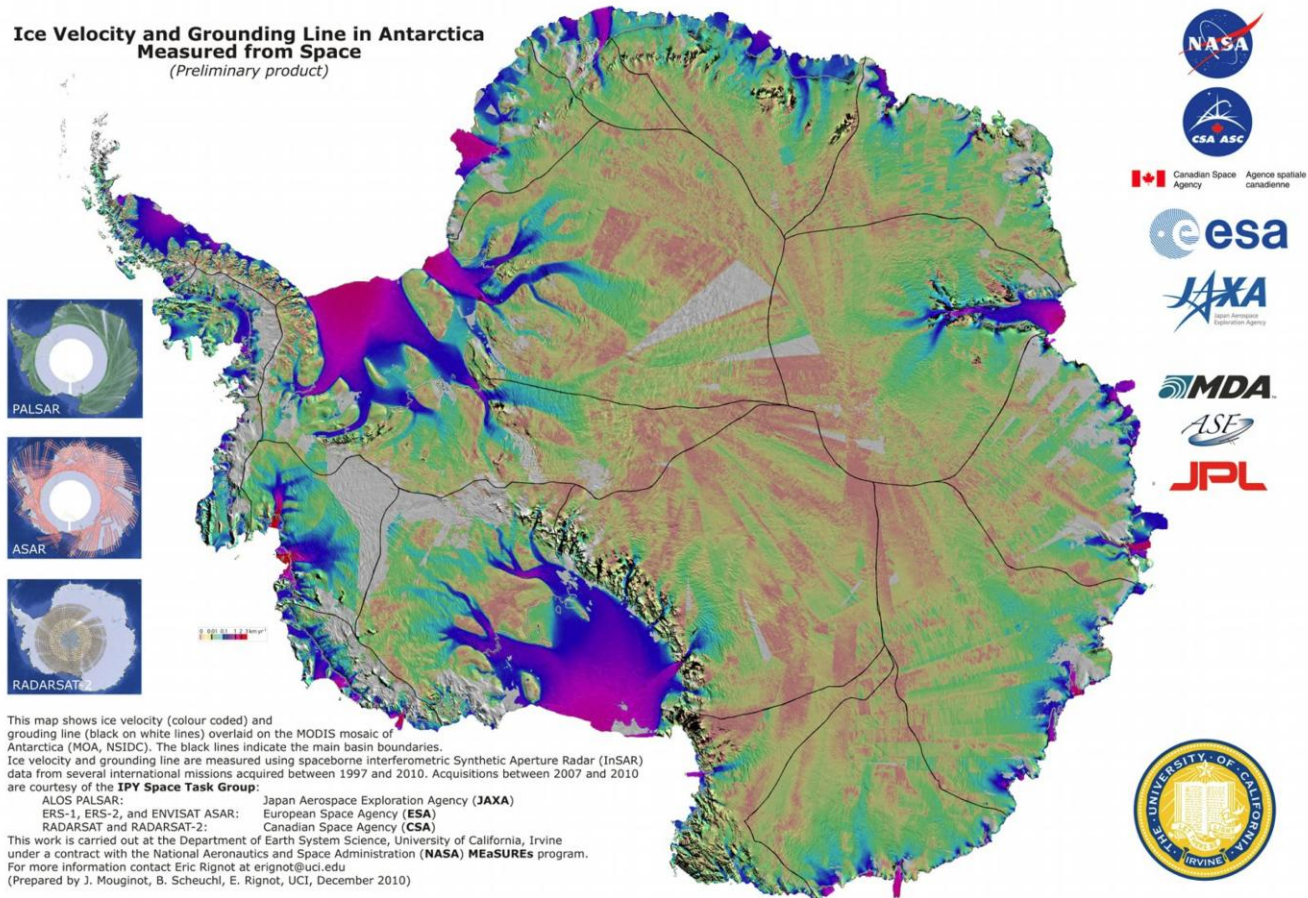 Ice Velocity and Grounding Line in Antarctica
Measured from Space
(Preliminary product)
NASA
CSA ASC
Canadian Space Agency
Agence spatiale canadienne
esa
JAXA
Japan Aerospace
Exploration Agency
MDA
ASF
JPL
PALSAR
ASAR
RADARSAT-2
This map shows ice velocity (colour coded) and
grounding line (black on white lines) overlaid on the MODIS mosaic of
Antarctica (MOA, NSIDC). The black lines indicate the main basin boundaries.
Ice velocity and grounding line are measured using spaceborne interferometric Synthetic Aperture Radar (InSAR)
data from several international missions acquired between 1997 and 2010. Acquisitions between 2007 and 2010
are courtesy of the IPY Space Task Group:
ALOS PALSAR: Japan Aerospace Exploration Agency (JAXA)
ERS-1, ERS-2, and ENVISAT ASAR: European Space Agency (ESA)
RADARSAT and RADARSAT-2: Canadian Space Agency (CSA)
This work is carried out at the Department of Earth System Science, University of California, Irvine
under a contract with the National Aeronautics and Space Administration (NASA) MEaSUREs program.
For more information contact Eric Rignot at erignot@uci.edu
(Prepared by J. Mouginot, B. Scheuchl, E. Rignot, UCI, December 2010)
THE UNIVERSITY OF CALIFORNIA
IRVINE